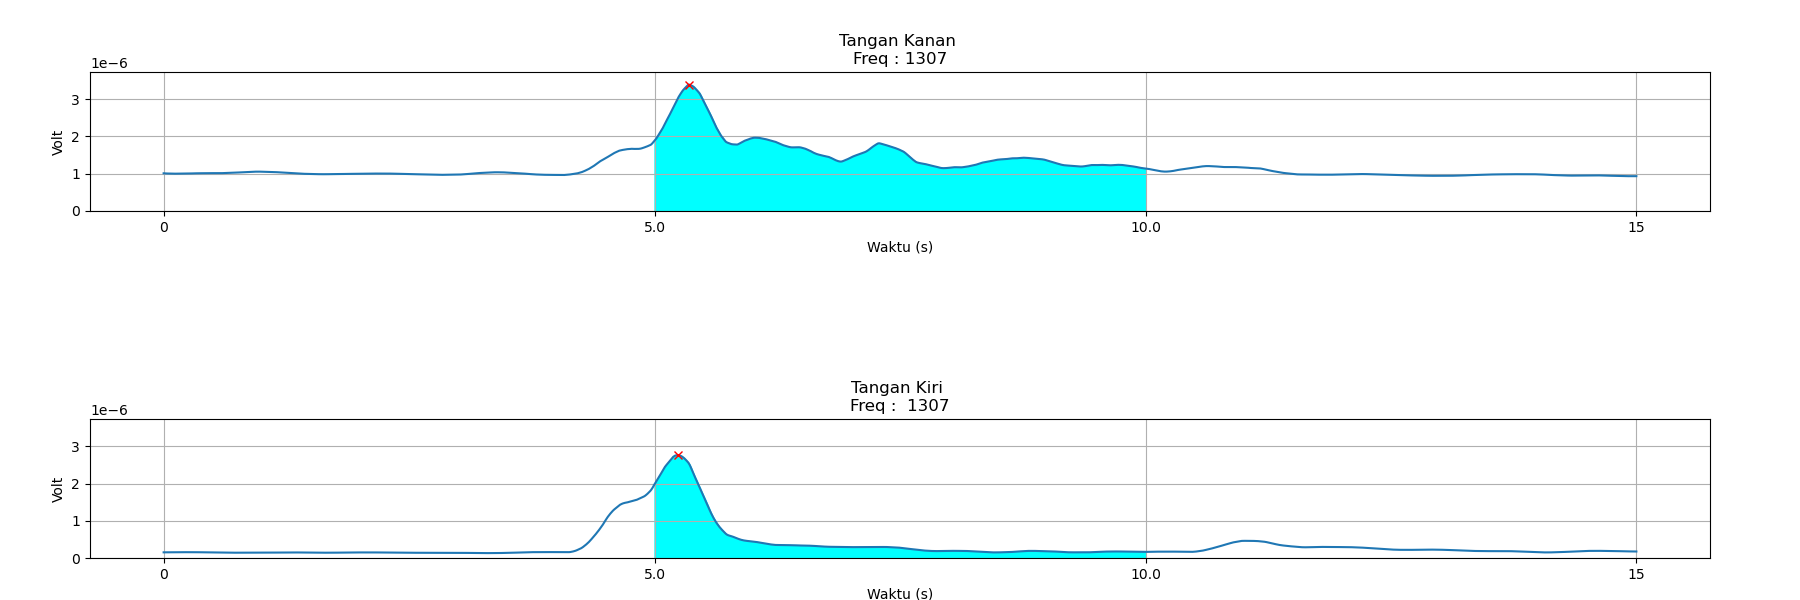 Tangan Kanan
Freq : 1307
1e−6
3
2
1
0
Volt
0 5.0 10.0 15
Waktu (s)
Tangan Kiri
Freq :  1307
1e−6
3
2
1
0
Volt
0 5.0 10.0 15
Waktu (s)